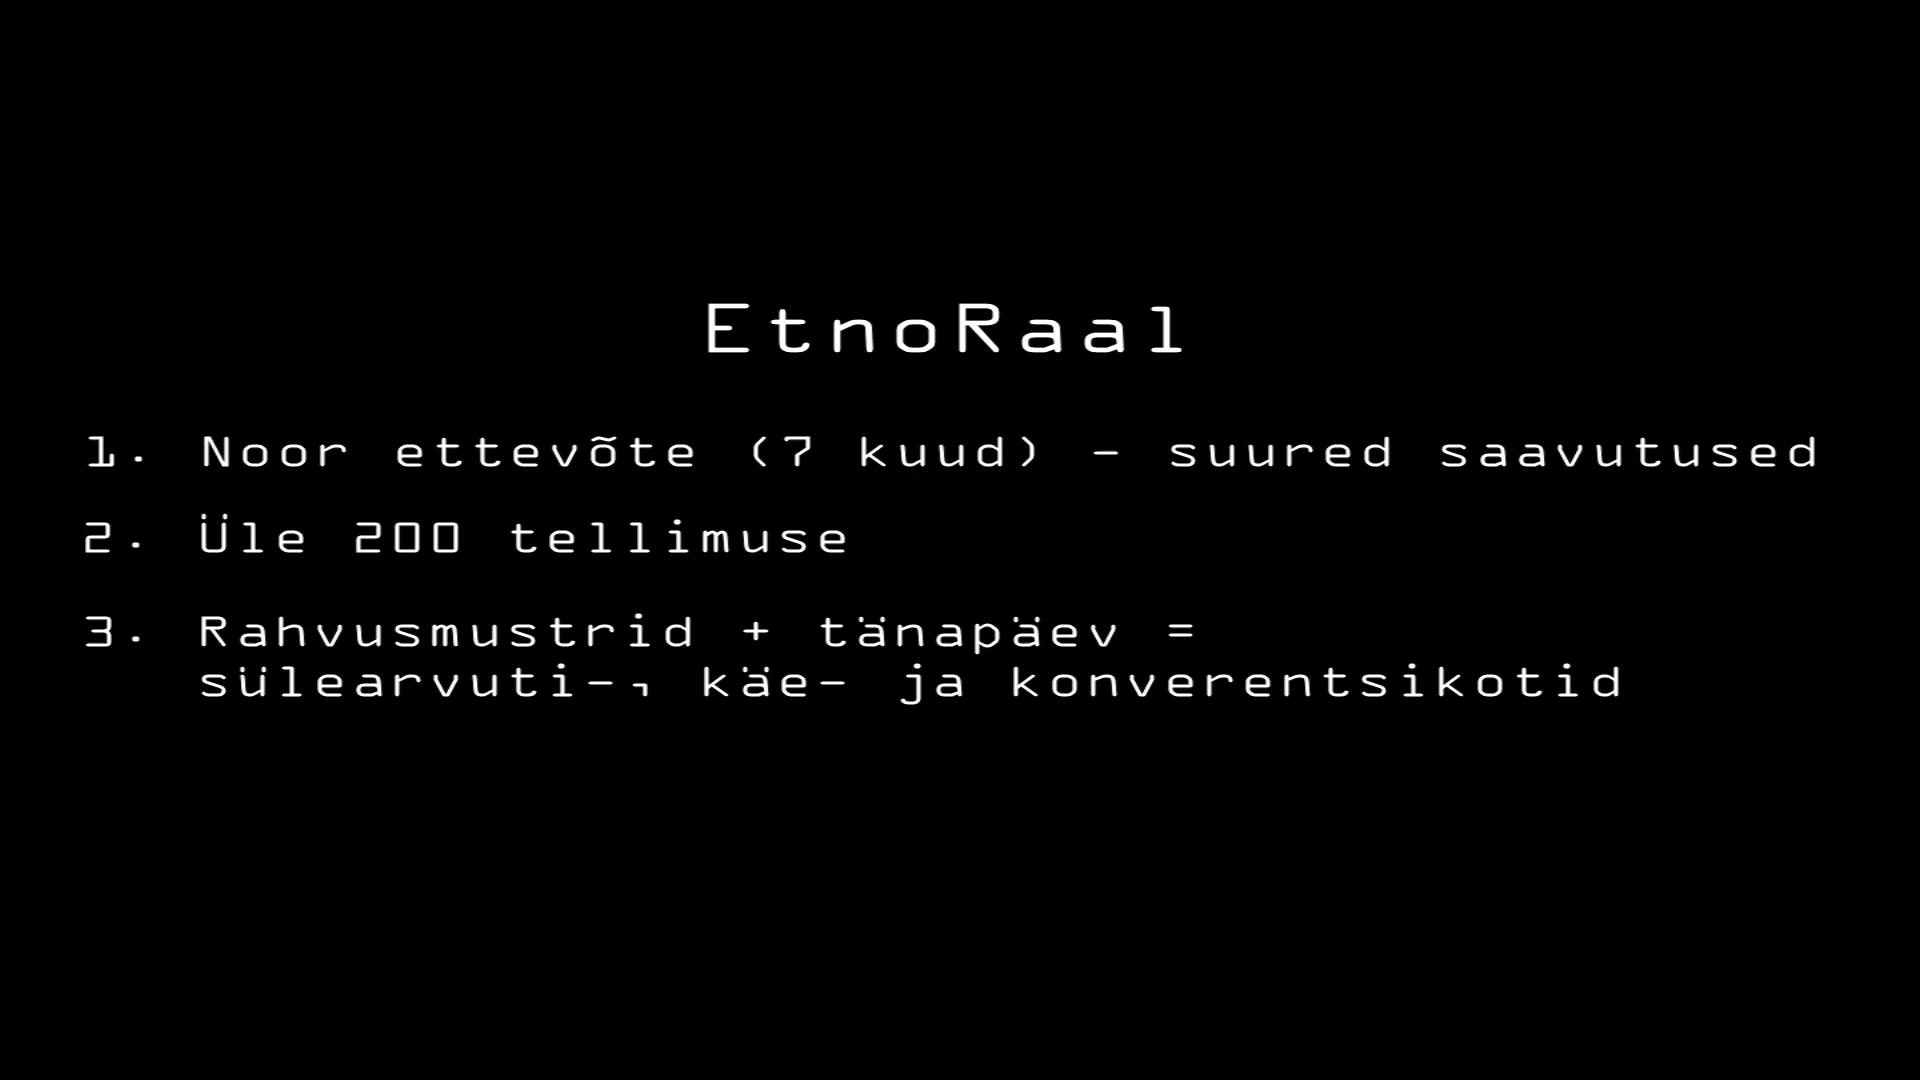 EtnoRaal
1. Noor ettevõte (7 kuud) - suured saavutused
2. Üle 200 tellimuse
3. Rahvusmustrid + tänapäev =
sülearvuti-, käe- ja konverentsikotid